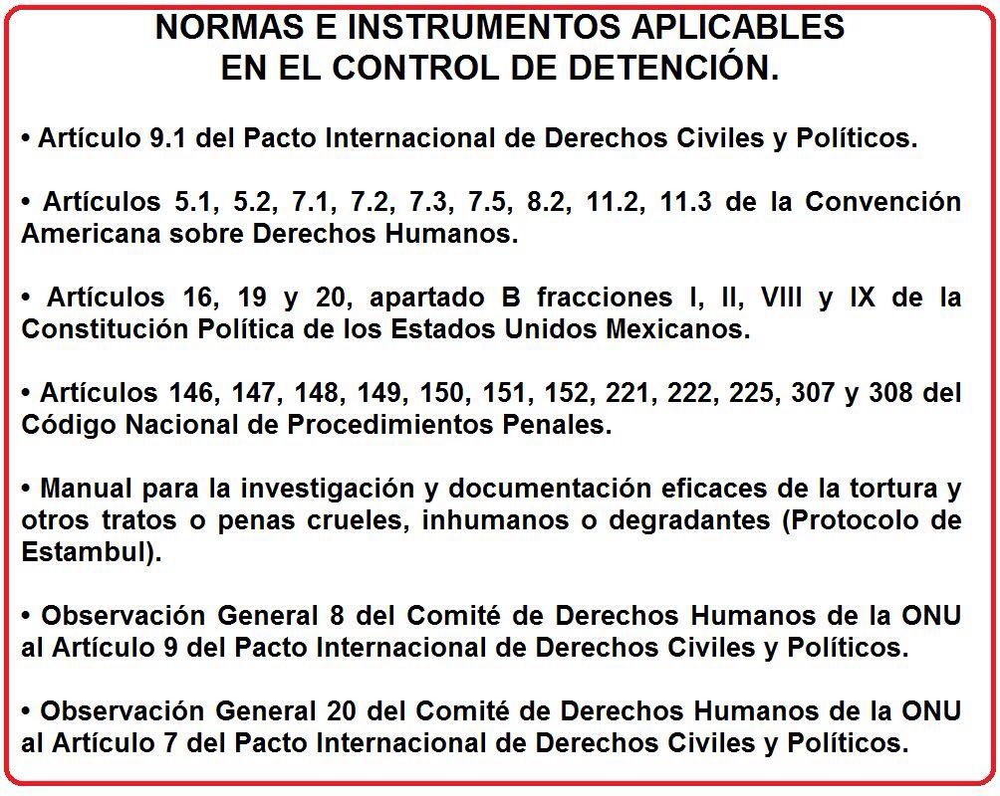 NORMAS E INSTRUMENTOS APLICABLES
EN EL CONTROL DE DETENCIÓN.
• Artículo 9.1 del Pacto Internacional de Derechos Civiles y Políticos.
• Artículos 5.1, 5.2, 7.1, 7.2, 7.3, 7.5, 8.2, 11.2, 11.3 de la Convención
Americana sobre Derechos Humanos.
• Artículos 16, 19 y 20, apartado B fracciones I, II, VIII y IX de la
Constitución Política de los Estados Unidos Mexicanos.
• Artículos 146, 147, 148, 149, 150, 151, 152, 221, 222, 225, 307 y 308 del
Código Nacional de Procedimientos Penales.
• Manual para la investigación y documentación eficaces de la tortura y
otros tratos o penas crueles, inhumanos o degradantes (Protocolo de
Estambul).
• Observación General 8 del Comité de Derechos Humanos de la ONU
al Artículo 9 del Pacto Internacional de Derechos Civiles y Políticos.
• Observación General 20 del Comité de Derechos Humanos de la ONU
al Artículo 7 del Pacto Internacional de Derechos Civiles y Políticos.